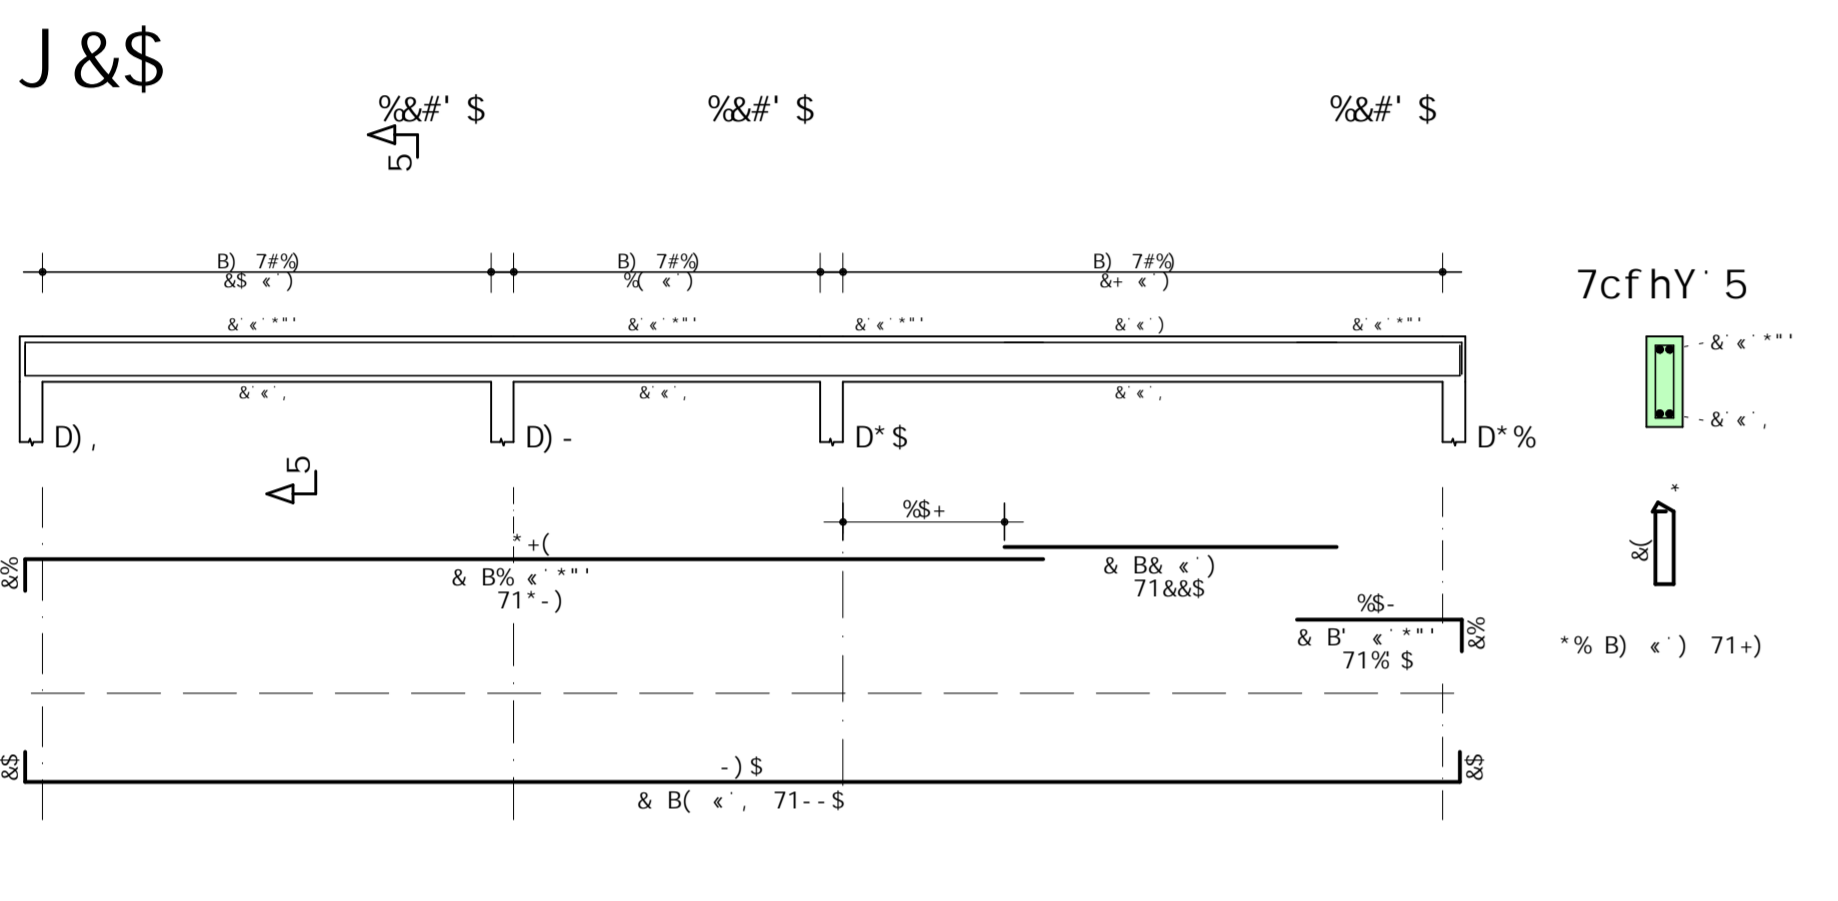 J &$
%&#' $
%&#' $
%&#' $
5
B) 7#%)
&$ «˙)
B) 7#%)
%( «˙)
B) 7#%)
&+ «˙)
7cfhY˙5
&˙«˙*"'
&˙«˙*"'
&˙«˙*"'
&˙«˙)
&˙«˙*"'
- &˙«˙*"'
&˙«˙,
&˙«˙,
&˙«˙,
- &˙«˙,
D) ,
D) -
D* $
D* %
5
*
%$+
* +(
&%
& B% «˙*"'
71* - )
& B& «˙)
71&&$
&(
%$-
& B' «˙*"'
71%' $
&%
*% B) «˙) 71+)
&$
- ) $
& B( «˙, 71- - $
&$